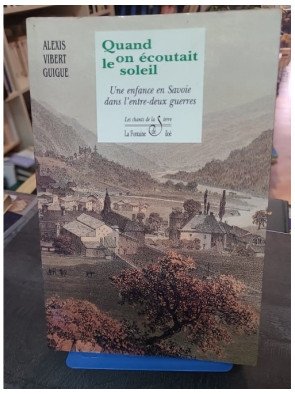 ALEXIS
VIBERT
GUIGUE
Quand
on écoutait
le soleil
Une enfance en Savoie
dans l'entre-deux guerres
Les chants de la terre
La Fontaine de Siloé